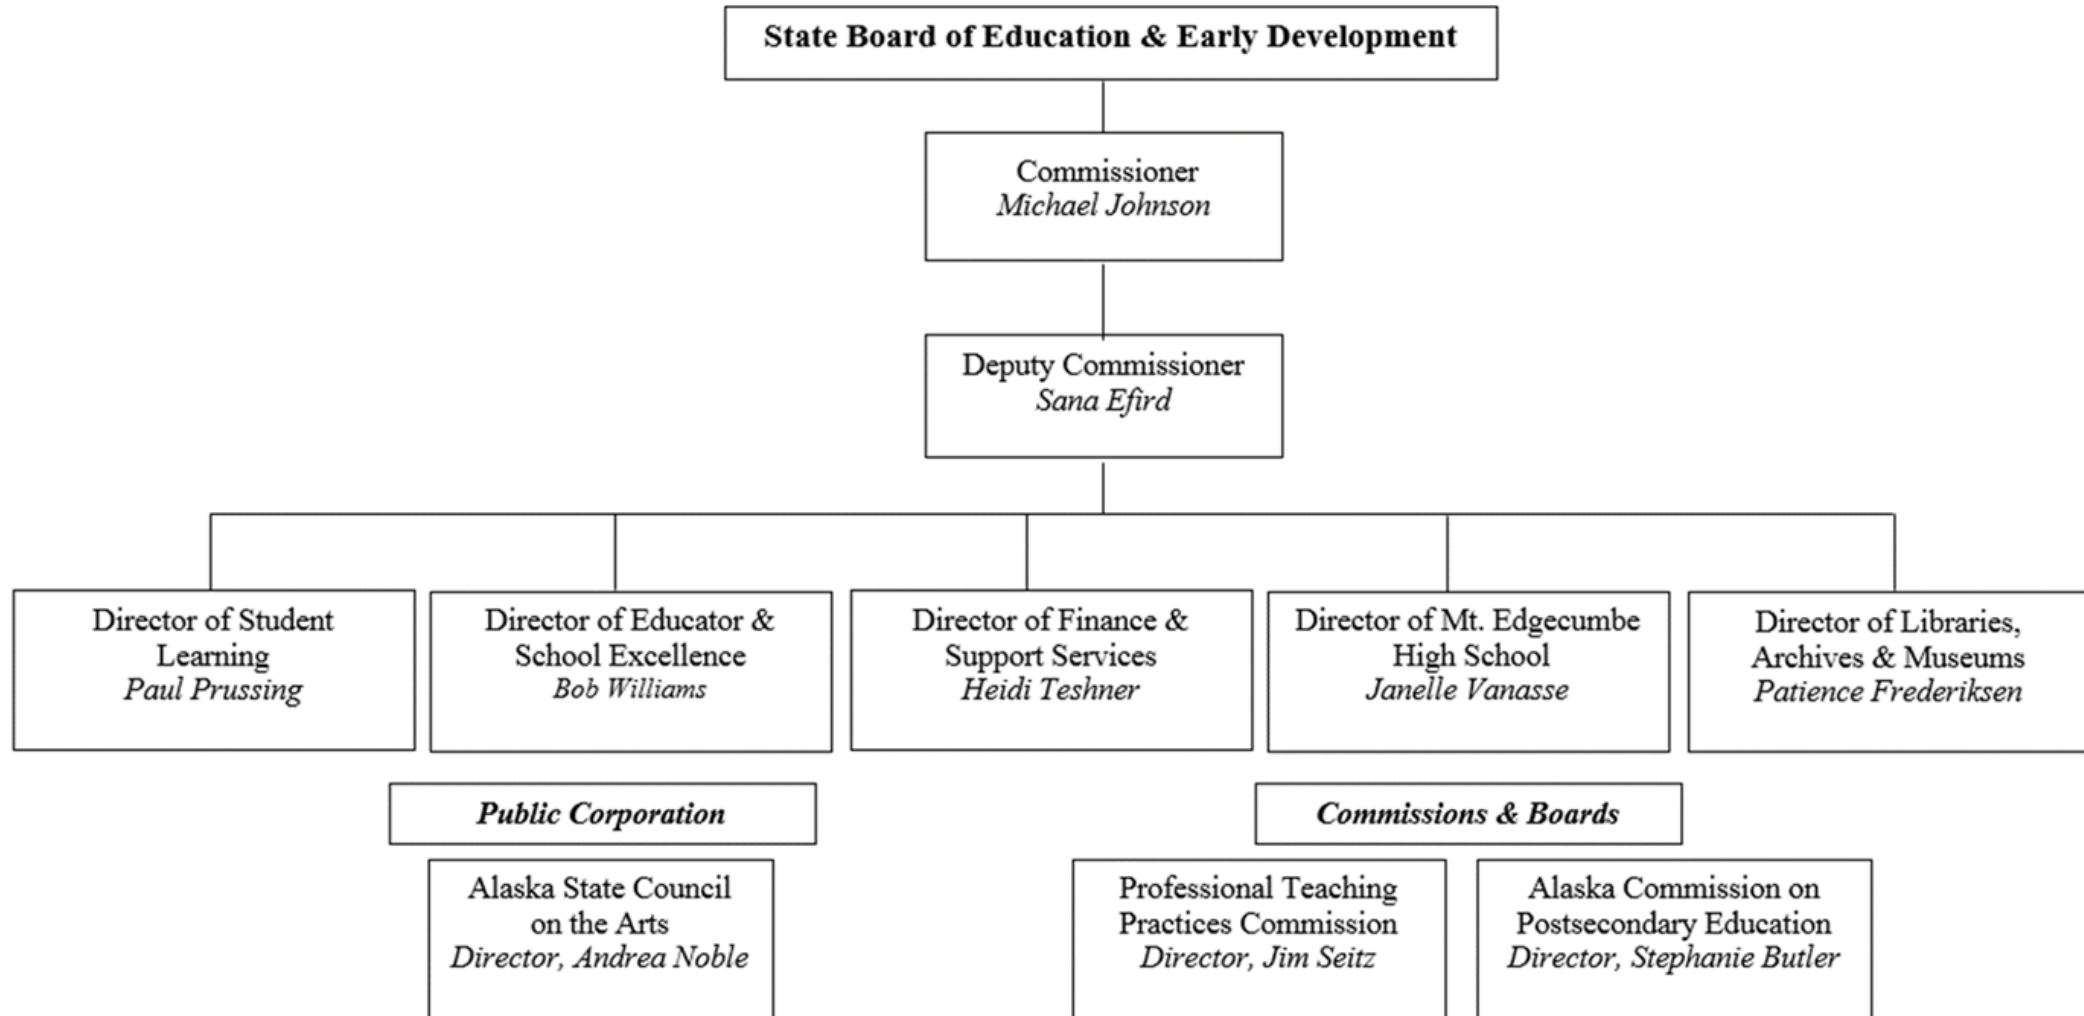 State Board of Education & Early Development
Commissioner
Michael Johnson
Deputy Commissioner
Sana Efird
Director of Student
Learning
Paul Prussing
Director of Educator &
School Excellence
Bob Williams
Director of Finance &
Support Services
Heidi Teshner
Director of Mt. Edgecumbe
High School
Janelle Vanasse
Director of Libraries,
Archives & Museums
Patience Frederiksen
Public Corporation
Alaska State Council
on the Arts
Director, Andrea Noble
Commissions & Boards
Professional Teaching
Practices Commission
Director, Jim Seitz
Alaska Commission on
Postsecondary Education
Director, Stephanie Butler